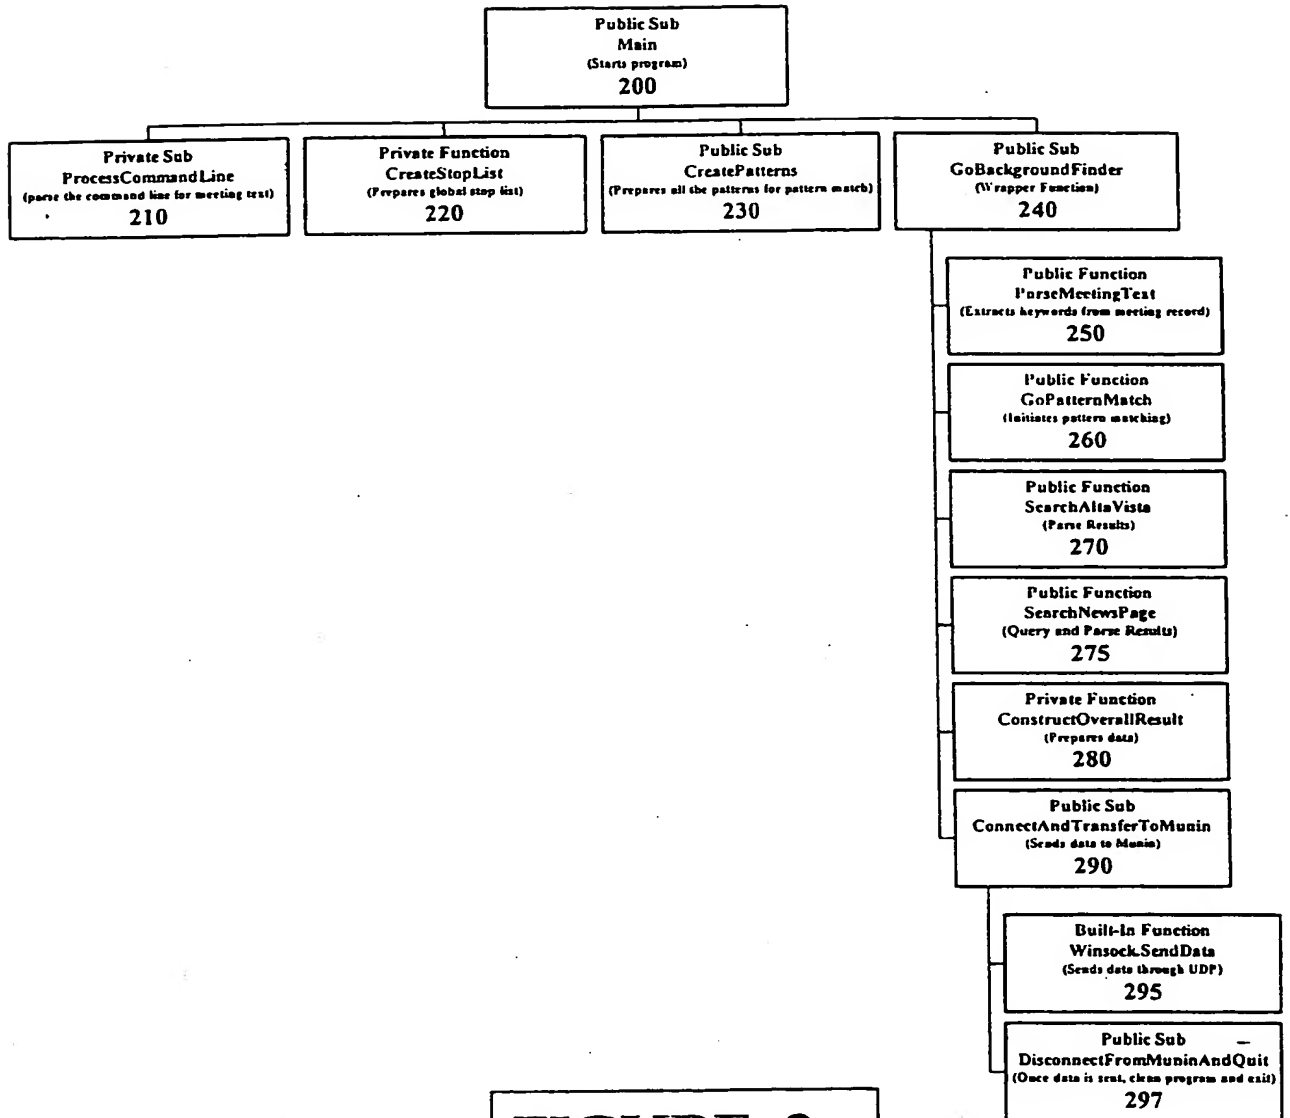 Public Sub
Main
(Starts program)
200
Private Sub
ProcessCommandLine
(parse the command line for meeting text)
210
Private Function
CreateStopList
(Prepares global stop list)
220
Public Sub
CreatePatterns
(Prepares all the patterns for pattern match)
230
Public Sub
GoBackgroundFinder
(Wrapper Function)
240
Public Function
ParseMeetingText
(Extracts keywords from meeting record)
250
Public Function
GoPatternMatch
(Initiates pattern matching)
260
Public Function
SearchAltaVista
(Parse Results)
270
Public Function
SearchNewsPage
(Query and Parse Results)
275
Private Function
ConstructOverallResult
(Prepares data)
280
Public Sub
ConnectAndTransferToMunin
(Sends data to Munin)
290
Built-In Function
Winsock.SendData
(Sends data through UDP)
295
Public Sub
DisconnectFromMuninAndQuit
(Once data is sent, clean program and exit)
297